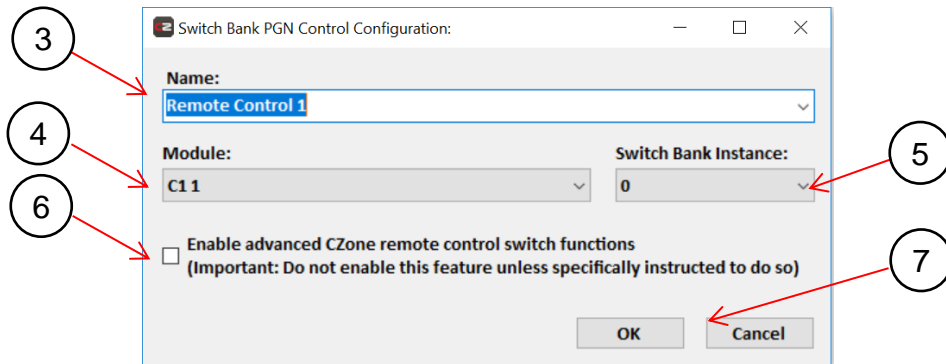 Switch Bank PGN Control Configuration:
3
Name:
Remote Control 1
4
Module:
Switch Bank Instance:
5
C1 1
0
6
Enable advanced CZone remote control switch functions
(Important: Do not enable this feature unless specifically instructed to do so)
7
OK
Cancel